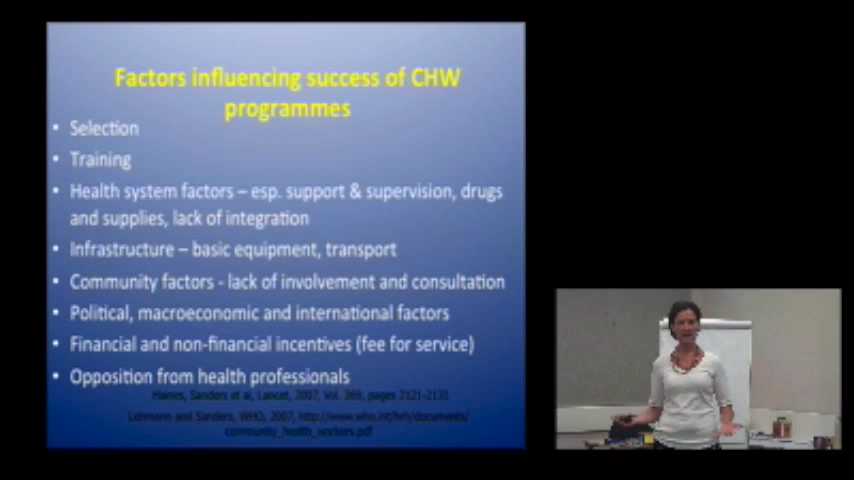 Factors influencing success of CHW
programmes
• Selection
• Training
• Health system factors – esp. support & supervision, drugs
and supplies, lack of integration
• Infrastructure – basic equipment, transport
• Community factors - lack of involvement and consultation
• Political, macroeconomic and international factors
• Financial and non-financial incentives (fee for service)
• Opposition from health professionals
Haines, Sanders et al, Lancet, 2007, Vol. 369, pages 2121-2131
Lehmann and Sanders, WHO, 2007, http://www.who.int/hrh/documents/
community_health_workers.pdf